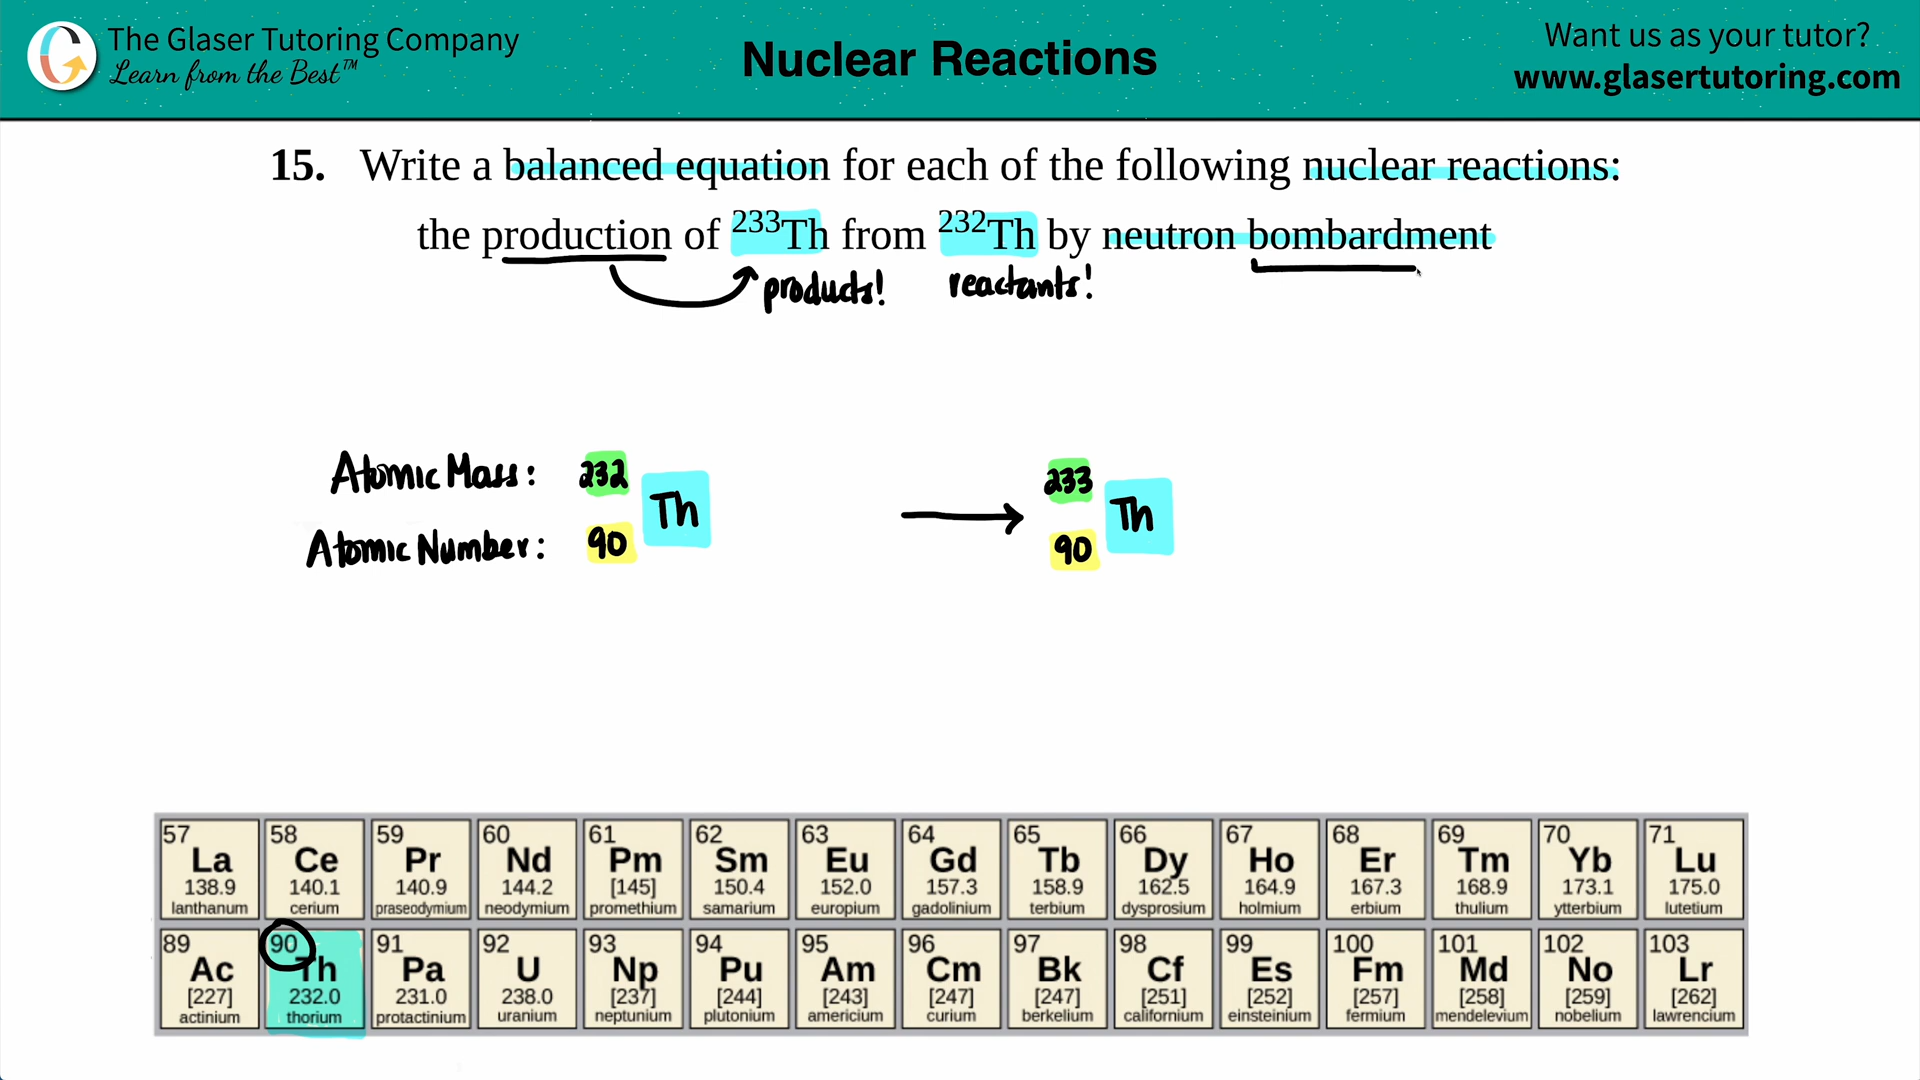 The Glaser Tutoring Company
Learn from the Best™
Nuclear Reactions
Want us as your tutor?
www.glasertutoring.com
15. Write a balanced equation for each of the following nuclear reactions:
the production of ²³³Th from ²³²Th by neutron bombardment
products! reactants!
Atomic Mass: 232 Th → 233 Th
Atomic Number: 90 90
57 58 59 60 61 62 63 64 65 66 67 68 69 70 71
La Ce Pr Nd Pm Sm Eu Gd Tb Dy Ho Er Tm Yb Lu
138.9 140.1 140.9 144.2 [145] 150.4 152.0 157.3 158.9 162.5 164.9 167.3 168.9 173.1 175.0
lanthanum cerium praseodymium neodymium promethium samarium europium gadolinium terbium dysprosium holmium erbium thulium ytterbium lutetium
89 90 91 92 93 94 95 96 97 98 99 100 101 102 103
Ac Th Pa U Np Pu Am Cm Bk Cf Es Fm Md No Lr
[227] 232.0 231.0 238.0 [237] [244] [243] [247] [247] [251] [252] [257] [258] [259] [262]
actinium thorium protactinium uranium neptunium plutonium americium curium berkelium californium einsteinium fermium mendelevium nobelium lawrencium